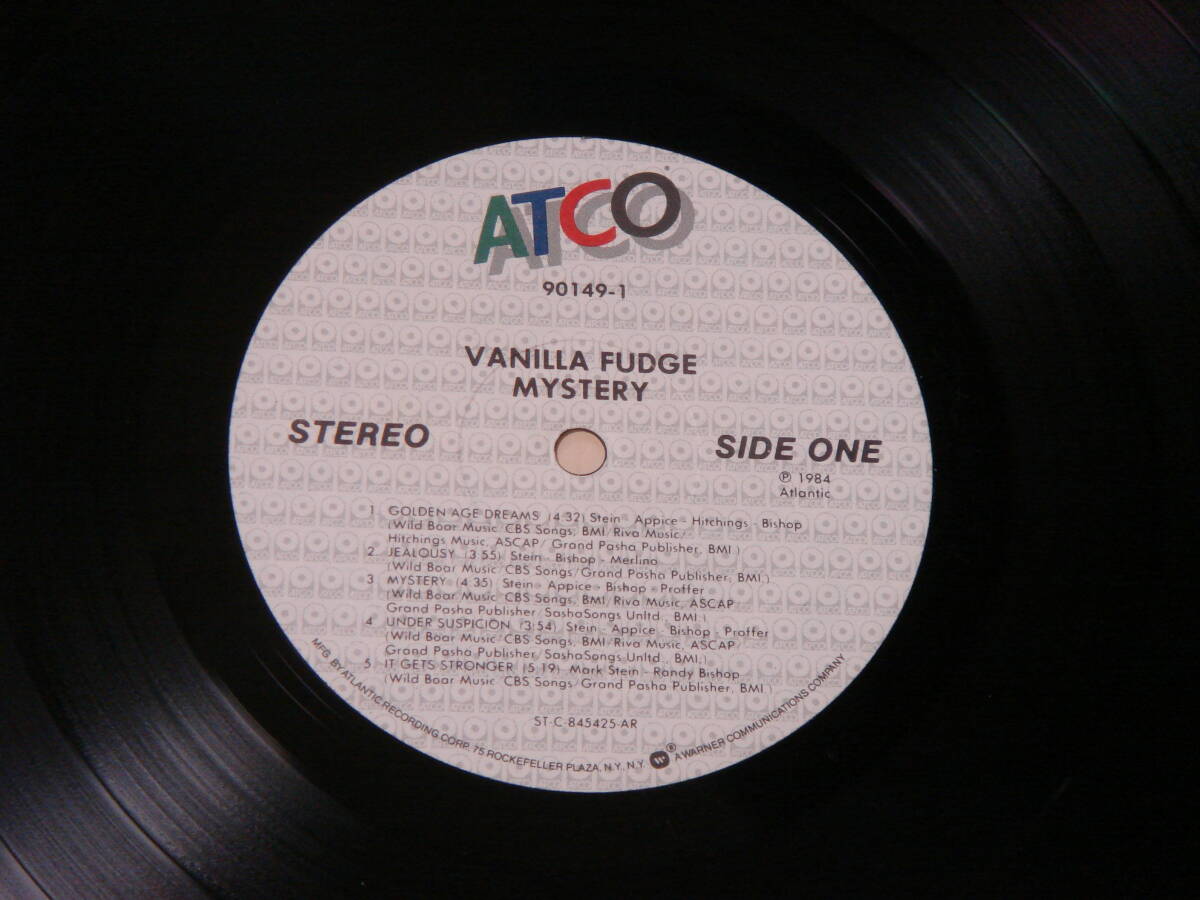 ATCO
90149-1
VANILLA FUDGE
MYSTERY
STEREO
SIDE ONE
℗ 1984
Atlantic
1 GOLDEN AGE DREAMS (4:32) Stein - Appice - Hitchings - Bishop
(Wild Boar Music/CBS Songs, BMI/Riva Music/
Hitchings Music, ASCAP/Grand Pasha Publisher, BMI.)
2 JEALOUSY (3:55) Stein - Bishop - Merlino
(Wild Boar Music/CBS Songs/Grand Pasha Publisher, BMI.)
3 MYSTERY (4:35) Stein - Appice - Bishop - Proffer
(Wild Boar Music/CBS Songs, BMI/Riva Music, ASCAP/
Grand Pasha Publisher/SashaSongs Unltd., BMI.)
4 UNDER SUSPICION (3:54) Stein - Appice - Bishop - Proffer
(Wild Boar Music/CBS Songs, BMI/Riva Music, ASCAP/
Grand Pasha Publisher/SashaSongs Unltd., BMI.)
5 IT GETS STRONGER (5:19) Mark Stein - Randy Bishop
(Wild Boar Music/CBS Songs/Grand Pasha Publisher, BMI.)
ST-C-845425-AR
MFG. BY ATLANTIC RECORDING CORP. 75 ROCKEFELLER PLAZA, N.Y., N.Y. ® A WARNER COMMUNICATIONS COMPANY